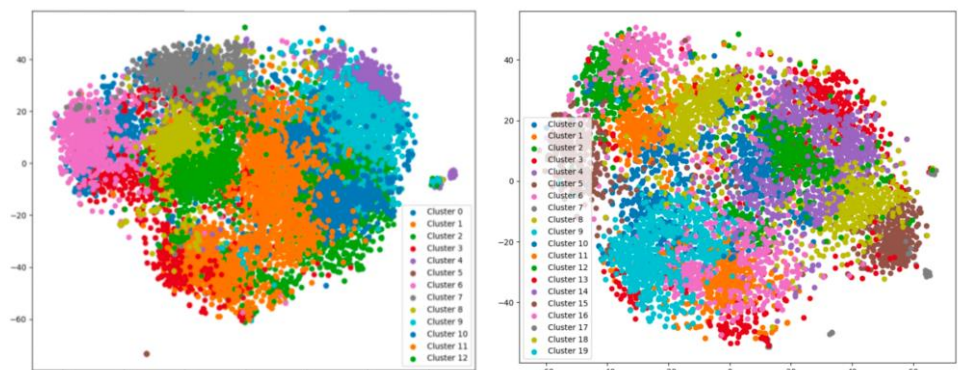 40
20
0
−20
−40
−60
Cluster 0
Cluster 1
Cluster 2
Cluster 3
Cluster 4
Cluster 5
Cluster 6
Cluster 7
Cluster 8
Cluster 9
Cluster 10
Cluster 11
Cluster 12
40
20
0
−20
−40
Cluster 0
Cluster 1
Cluster 2
Cluster 3
Cluster 4
Cluster 5
Cluster 6
Cluster 7
Cluster 8
Cluster 9
Cluster 10
Cluster 11
Cluster 12
Cluster 13
Cluster 14
Cluster 15
Cluster 16
Cluster 17
Cluster 18
Cluster 19